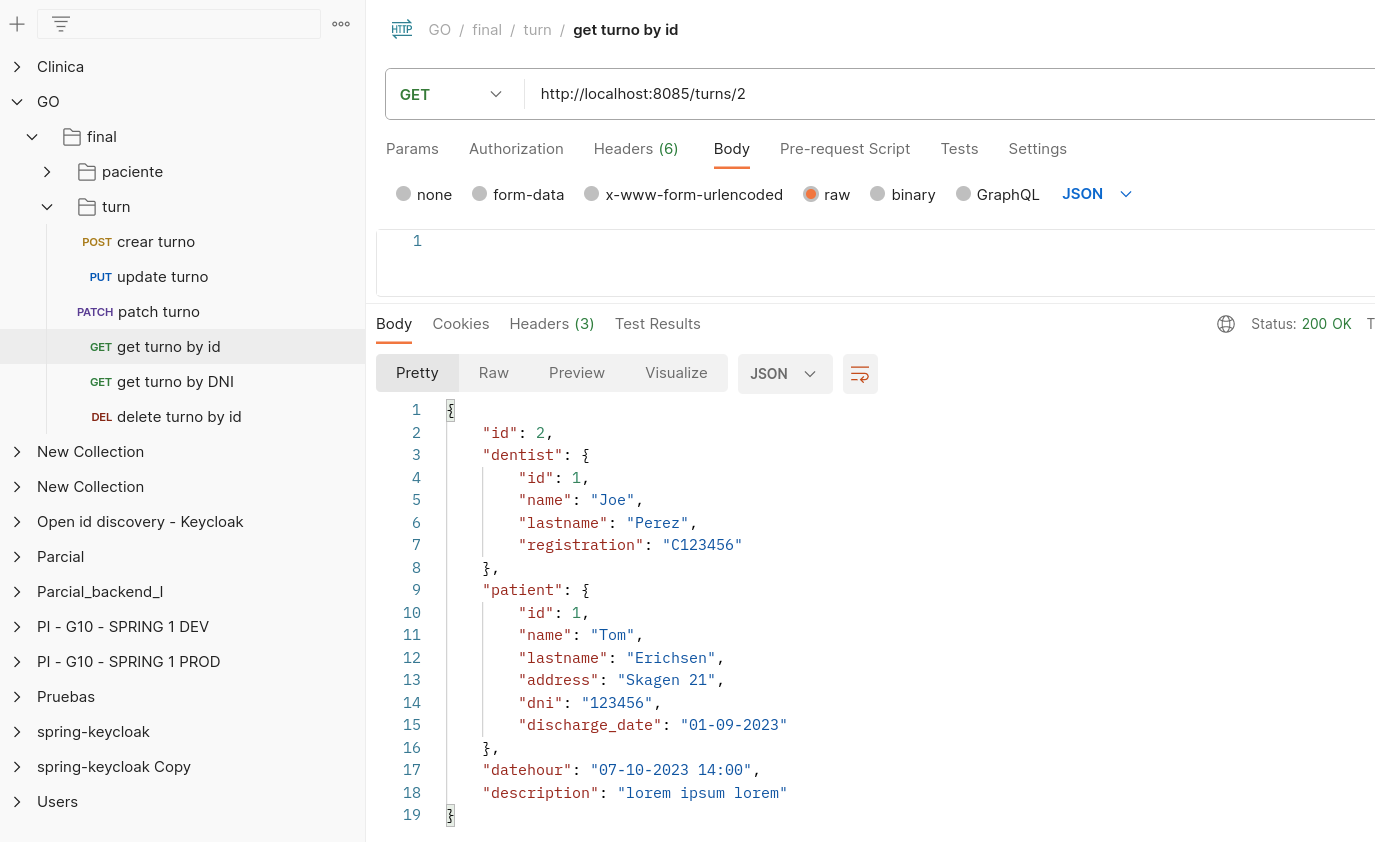 Clinica
GO
final
paciente
turn
POST crear turno
PUT update turno
PATCH patch turno
GET get turno by id
GET get turno by DNI
DEL delete turno by id
New Collection
New Collection
Open id discovery - Keycloak
Parcial
Parcial_backend_I
PI - G10 - SPRING 1 DEV
PI - G10 - SPRING 1 PROD
Pruebas
spring-keycloak
spring-keycloak Copy
Users
HTTP GO / final / turn / get turno by id
GET http://localhost:8085/turns/2
Params Authorization Headers (6) Body Pre-request Script Tests Settings
none form-data x-www-form-urlencoded raw binary GraphQL JSON
1
Body Cookies Headers (3) Test Results Status: 200 OK T
Pretty Raw Preview Visualize JSON
1 {
2 "id": 2,
3 "dentist": {
4 "id": 1,
5 "name": "Joe",
6 "lastname": "Perez",
7 "registration": "C123456"
8 },
9 "patient": {
10 "id": 1,
11 "name": "Tom",
12 "lastname": "Erichsen",
13 "address": "Skagen 21",
14 "dni": "123456",
15 "discharge_date": "01-09-2023"
16 },
17 "datehour": "07-10-2023 14:00",
18 "description": "lorem ipsum lorem"
19 }